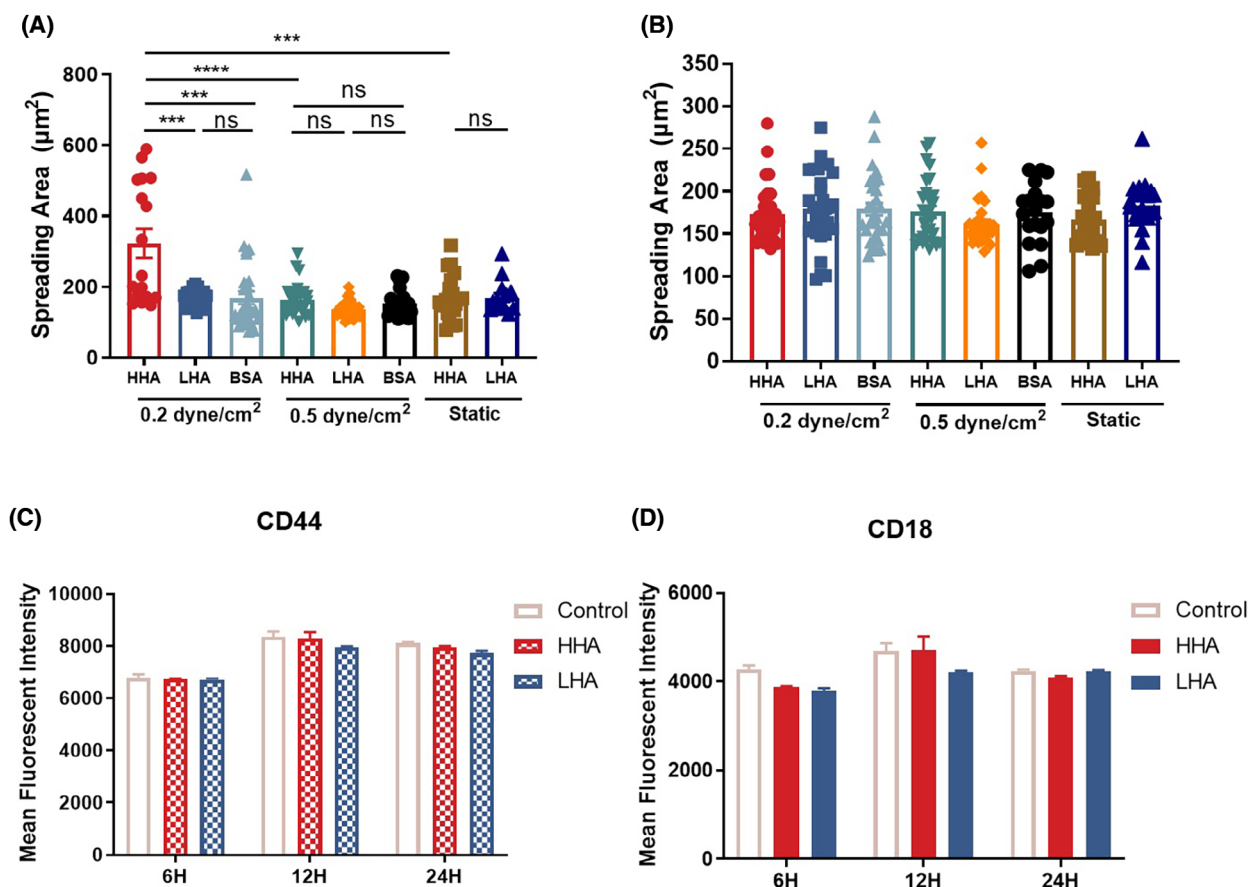 (A)
***
****
***
ns
***
ns
ns
ns
ns
Spreading Area (µm²)
800
600
400
200
0
HHA LHA BSA HHA LHA BSA HHA LHA
0.2 dyne/cm² 0.5 dyne/cm² Static
(B)
Spreading Area (µm²)
350
300
250
200
150
100
50
0
HHA LHA BSA HHA LHA BSA HHA LHA
0.2 dyne/cm² 0.5 dyne/cm² Static
(C)
CD44
Mean Fluorescent Intensity
10000
8000
6000
4000
2000
0
6H 12H 24H
Control
HHA
LHA
(D)
CD18
Mean Fluorescent Intensity
6000
4000
2000
0
6H 12H 24H
Control
HHA
LHA